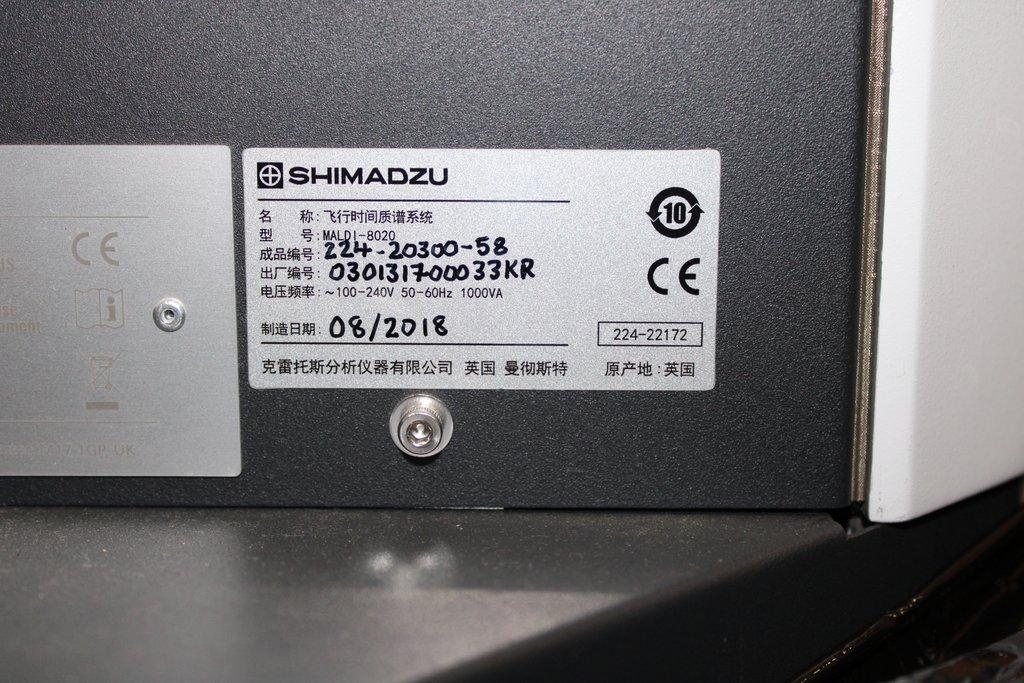 SHIMADZU
名 称: 飞行时间质谱系统
型 号: MALDI-8020
成品编号: 224-20300-58
出厂编号: 030131700033KR
电压频率: ~100-240V 50-60Hz 1000VA
制造日期: 08/2018
克雷托斯分析仪器有限公司 英国 曼彻斯特
10
CE
224-22172
原产地: 英国
CE
1GP, UK